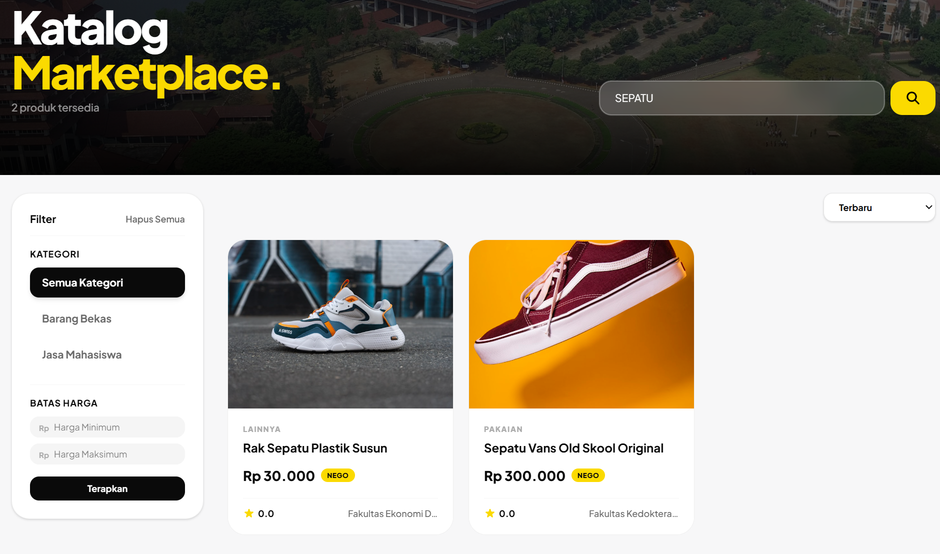 Katalog
Marketplace.
2 produk tersedia
SEPATU
Filter
Hapus Semua
Terbaru
KATEGORI
Semua Kategori
Barang Bekas
Jasa Mahasiswa
BATAS HARGA
Rp Harga Minimum
Rp Harga Maksimum
Terapkan
LAINNYA
Rak Sepatu Plastik Susun
Rp 30.000 NEGO
0.0 Fakultas Ekonomi D...
PAKAIAN
Sepatu Vans Old Skool Original
Rp 300.000 NEGO
0.0 Fakultas Kedoktera...